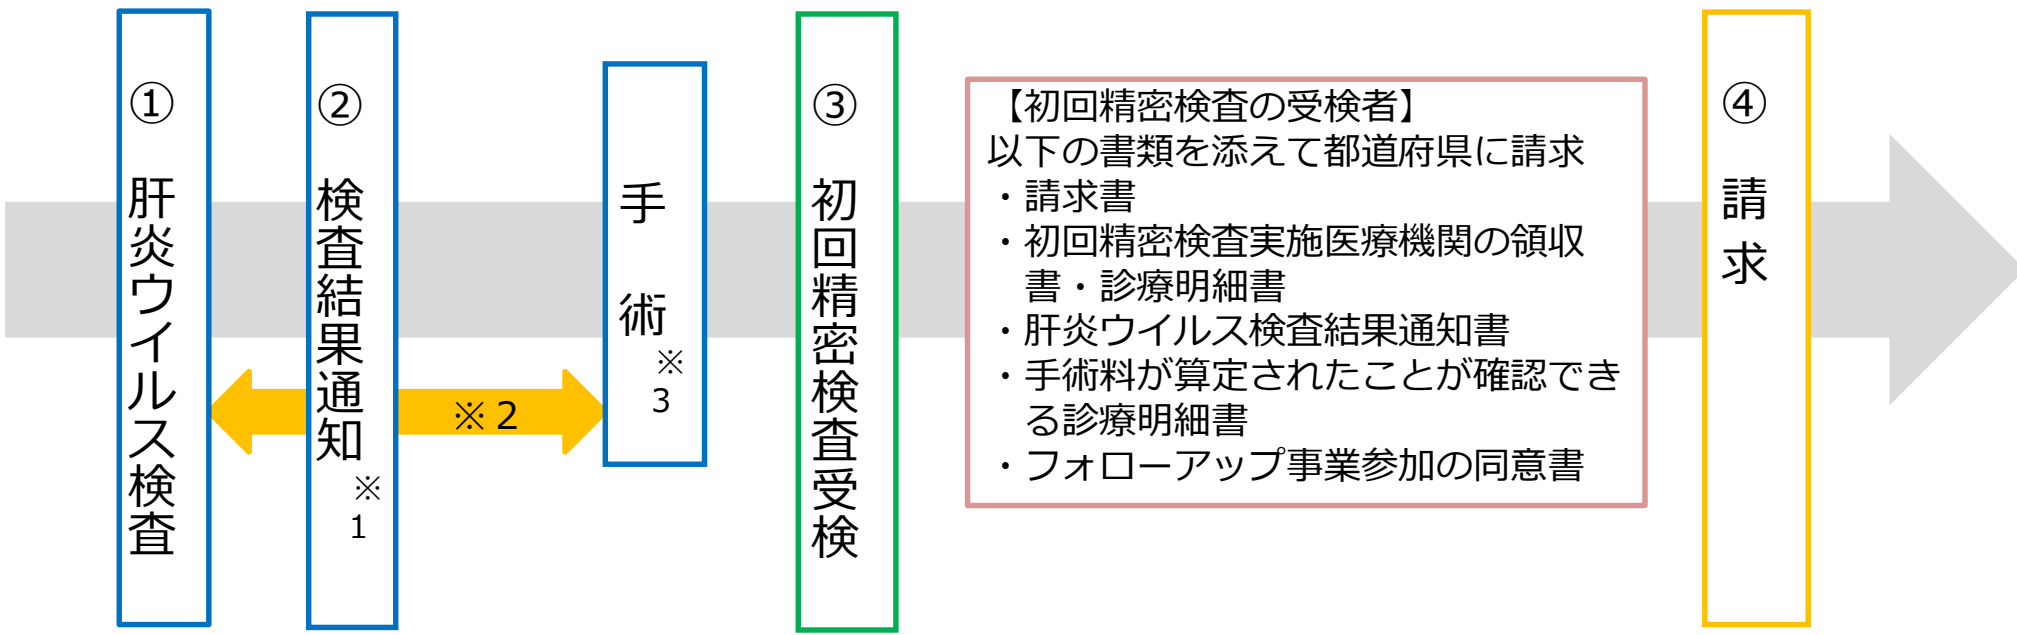 ① 肝炎ウイルス検査
② 検査結果通知※1
※2
手術※3
③ 初回精密検査受検
【初回精密検査の受検者】
以下の書類を添えて都道府県に請求
・請求書
・初回精密検査実施医療機関の領収
書・診療明細書
・肝炎ウイルス検査結果通知書
・手術料が算定されたことが確認でき
る診療明細書
・フォローアップ事業参加の同意書
④ 請求